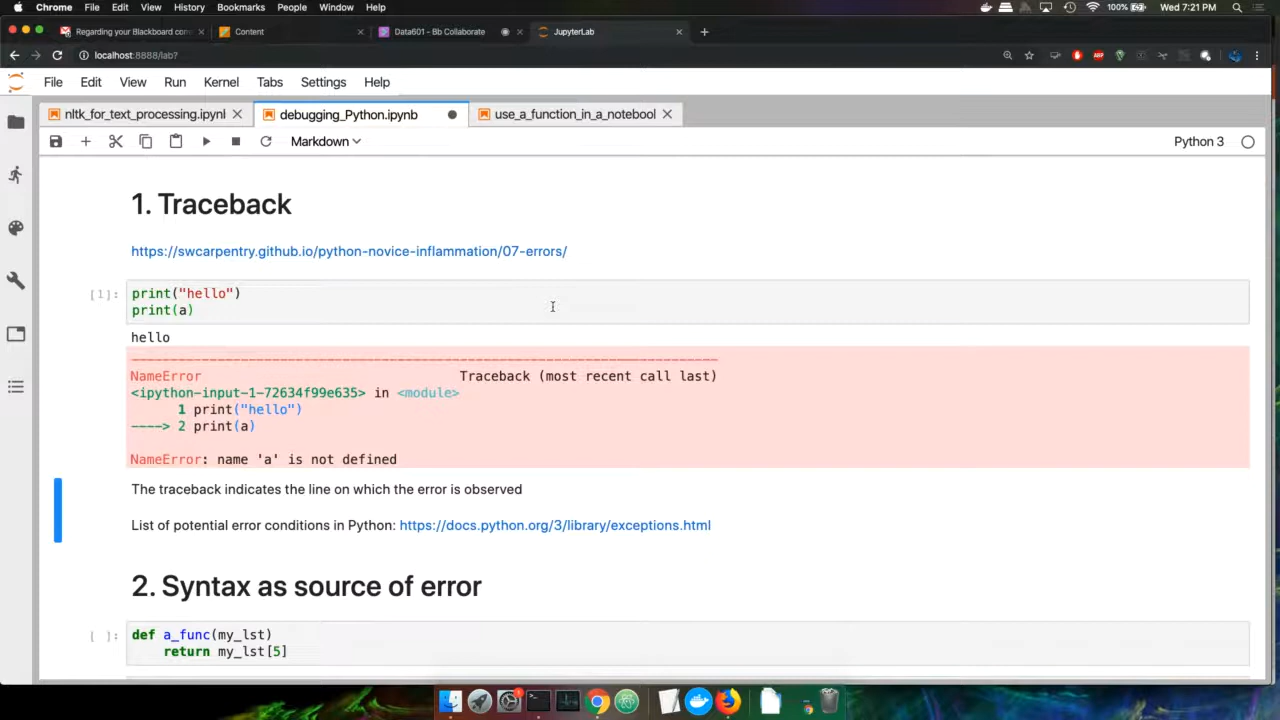 Chrome File Edit View History Bookmarks People Window Help 100% Wed 7:21 PM
Regarding your Blackboard con Content Data601 - Bb Collaborate JupyterLab
localhost:8888/lab?
File Edit View Run Kernel Tabs Settings Help
nltk_for_text_processing.ipynl debugging_Python.ipynb use_a_function_in_a_notebool
Markdown Python 3
1. Traceback
https://swcarpentry.github.io/python-novice-inflammation/07-errors/
[1]: print("hello")
print(a)
hello
NameError Traceback (most recent call last)
<ipython-input-1-72634f99e635> in <module>
1 print("hello")
----> 2 print(a)
NameError: name 'a' is not defined
The traceback indicates the line on which the error is observed
List of potential error conditions in Python: https://docs.python.org/3/library/exceptions.html
2. Syntax as source of error
[ ]: def a_func(my_lst)
return my_lst[5]